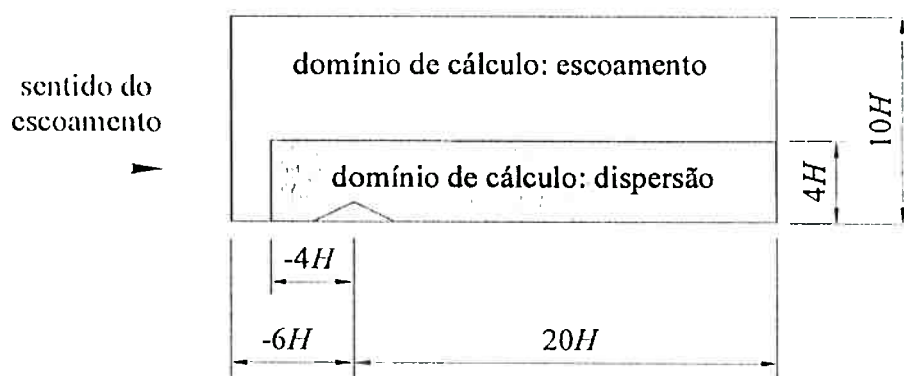 domínio de cálculo: escoamento
sentido do
escoamento
domínio de cálculo: dispersão
10H
4H
-4H
-6H
20H